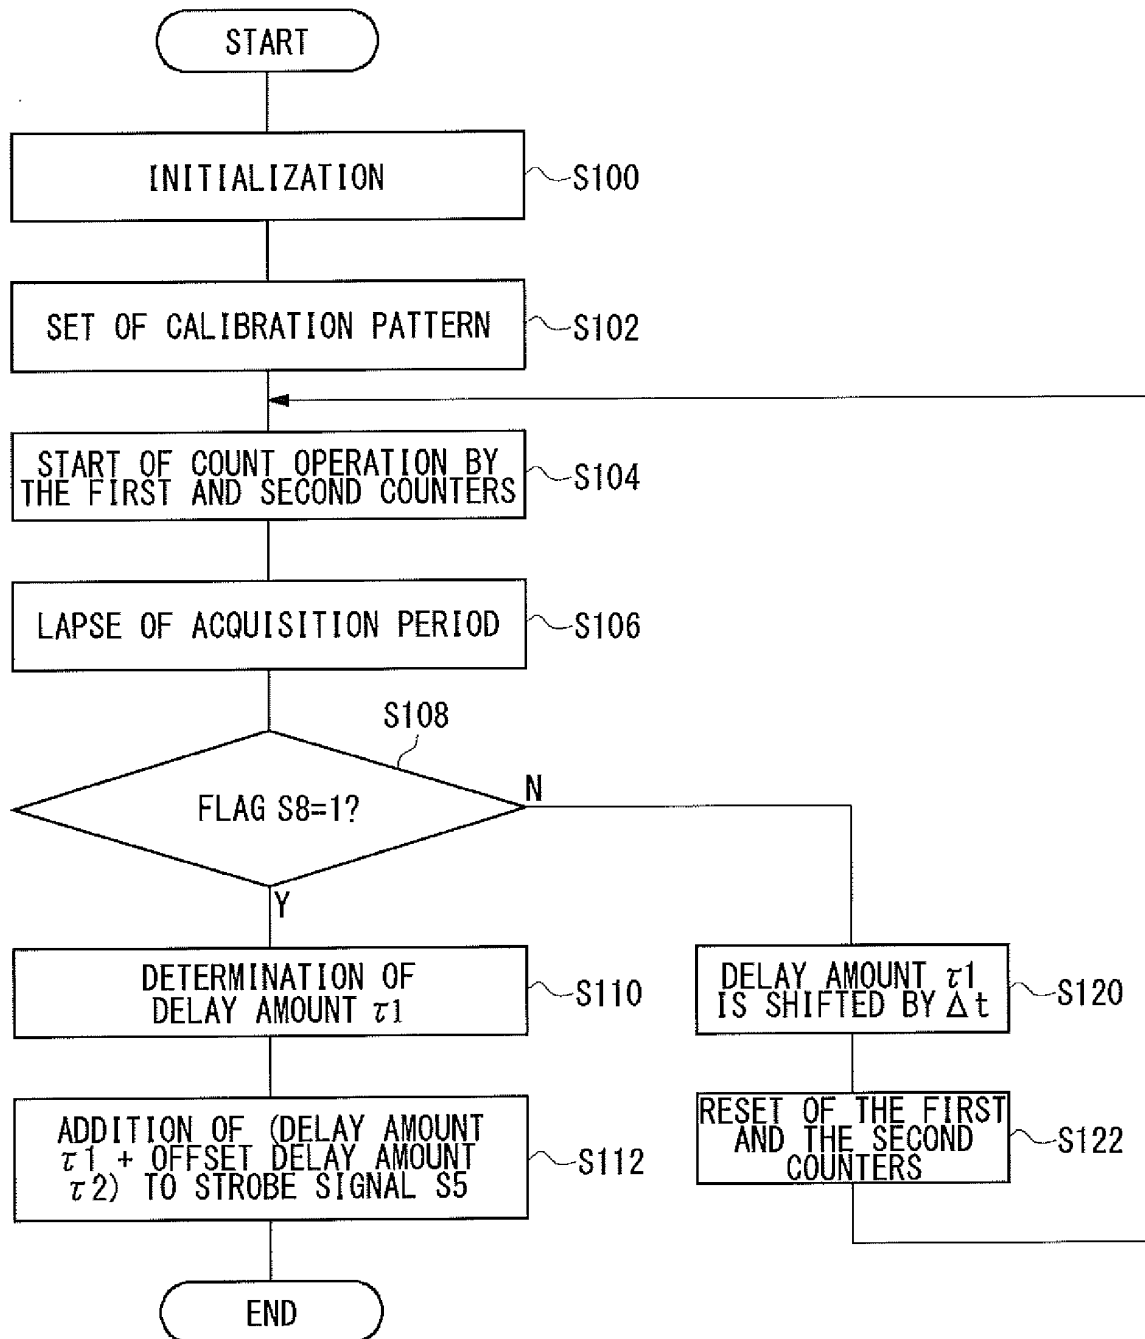 START
INITIALIZATION
S100
SET OF CALIBRATION PATTERN
S102
START OF COUNT OPERATION BY
THE FIRST AND SECOND COUNTERS
S104
LAPSE OF ACQUISITION PERIOD
S106
S108
FLAG S8=1?
N
Y
DETERMINATION OF
DELAY AMOUNT τ1
S110
DELAY AMOUNT τ1
IS SHIFTED BY Δt
S120
ADDITION OF (DELAY AMOUNT
τ1 + OFFSET DELAY AMOUNT
τ2) TO STROBE SIGNAL S5
S112
RESET OF THE FIRST
AND THE SECOND
COUNTERS
S122
END